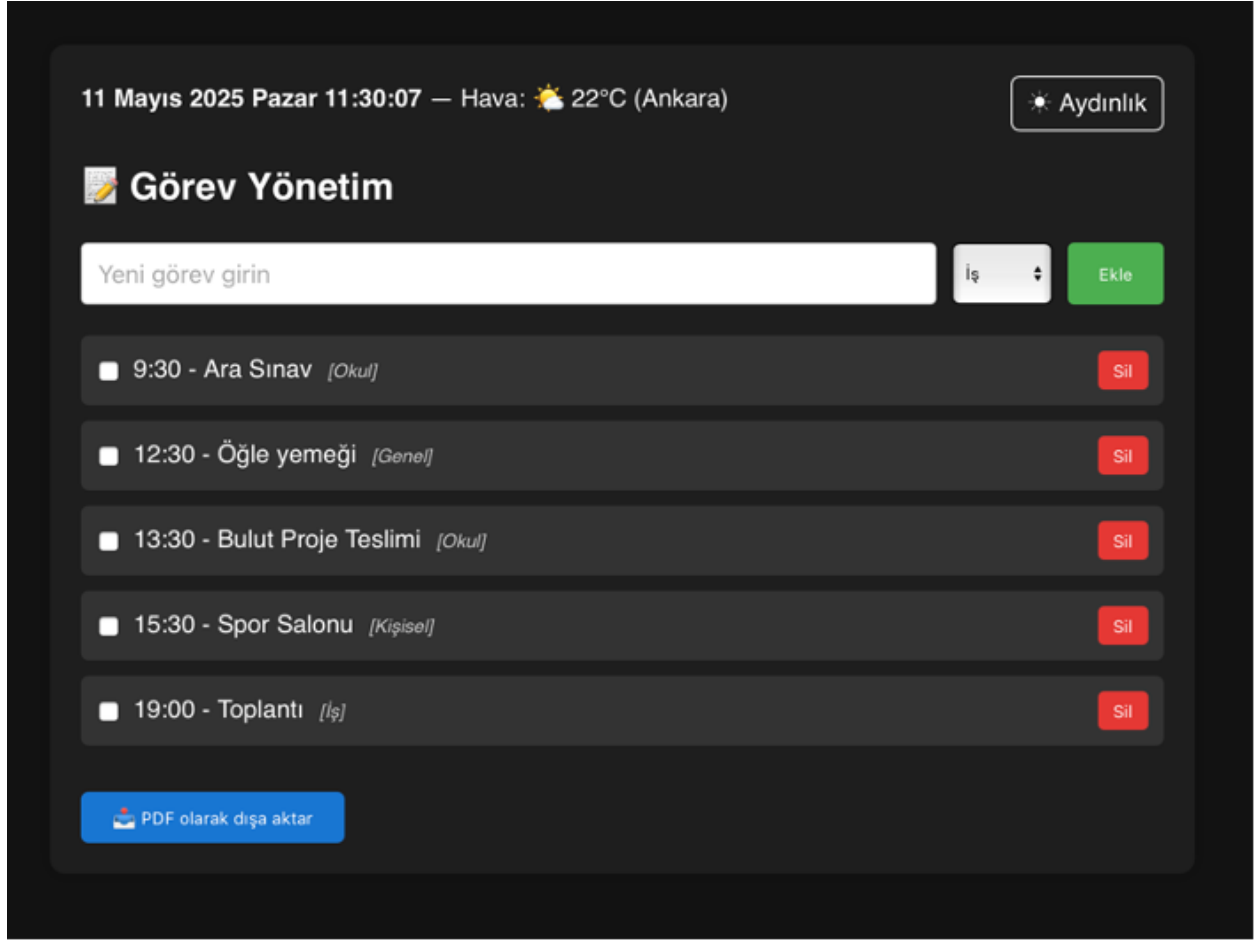 11 Mayıs 2025 Pazar 11:30:07 — Hava: 🌤️ 22°C (Ankara)
☀ Aydınlık
📝 Görev Yönetim
Yeni görev girin
İş
Ekle
9:30 - Ara Sınav [Okul]
Sil
12:30 - Öğle yemeği [Genel]
Sil
13:30 - Bulut Proje Teslimi [Okul]
Sil
15:30 - Spor Salonu [Kişisel]
Sil
19:00 - Toplantı [İş]
Sil
📤 PDF olarak dışa aktar